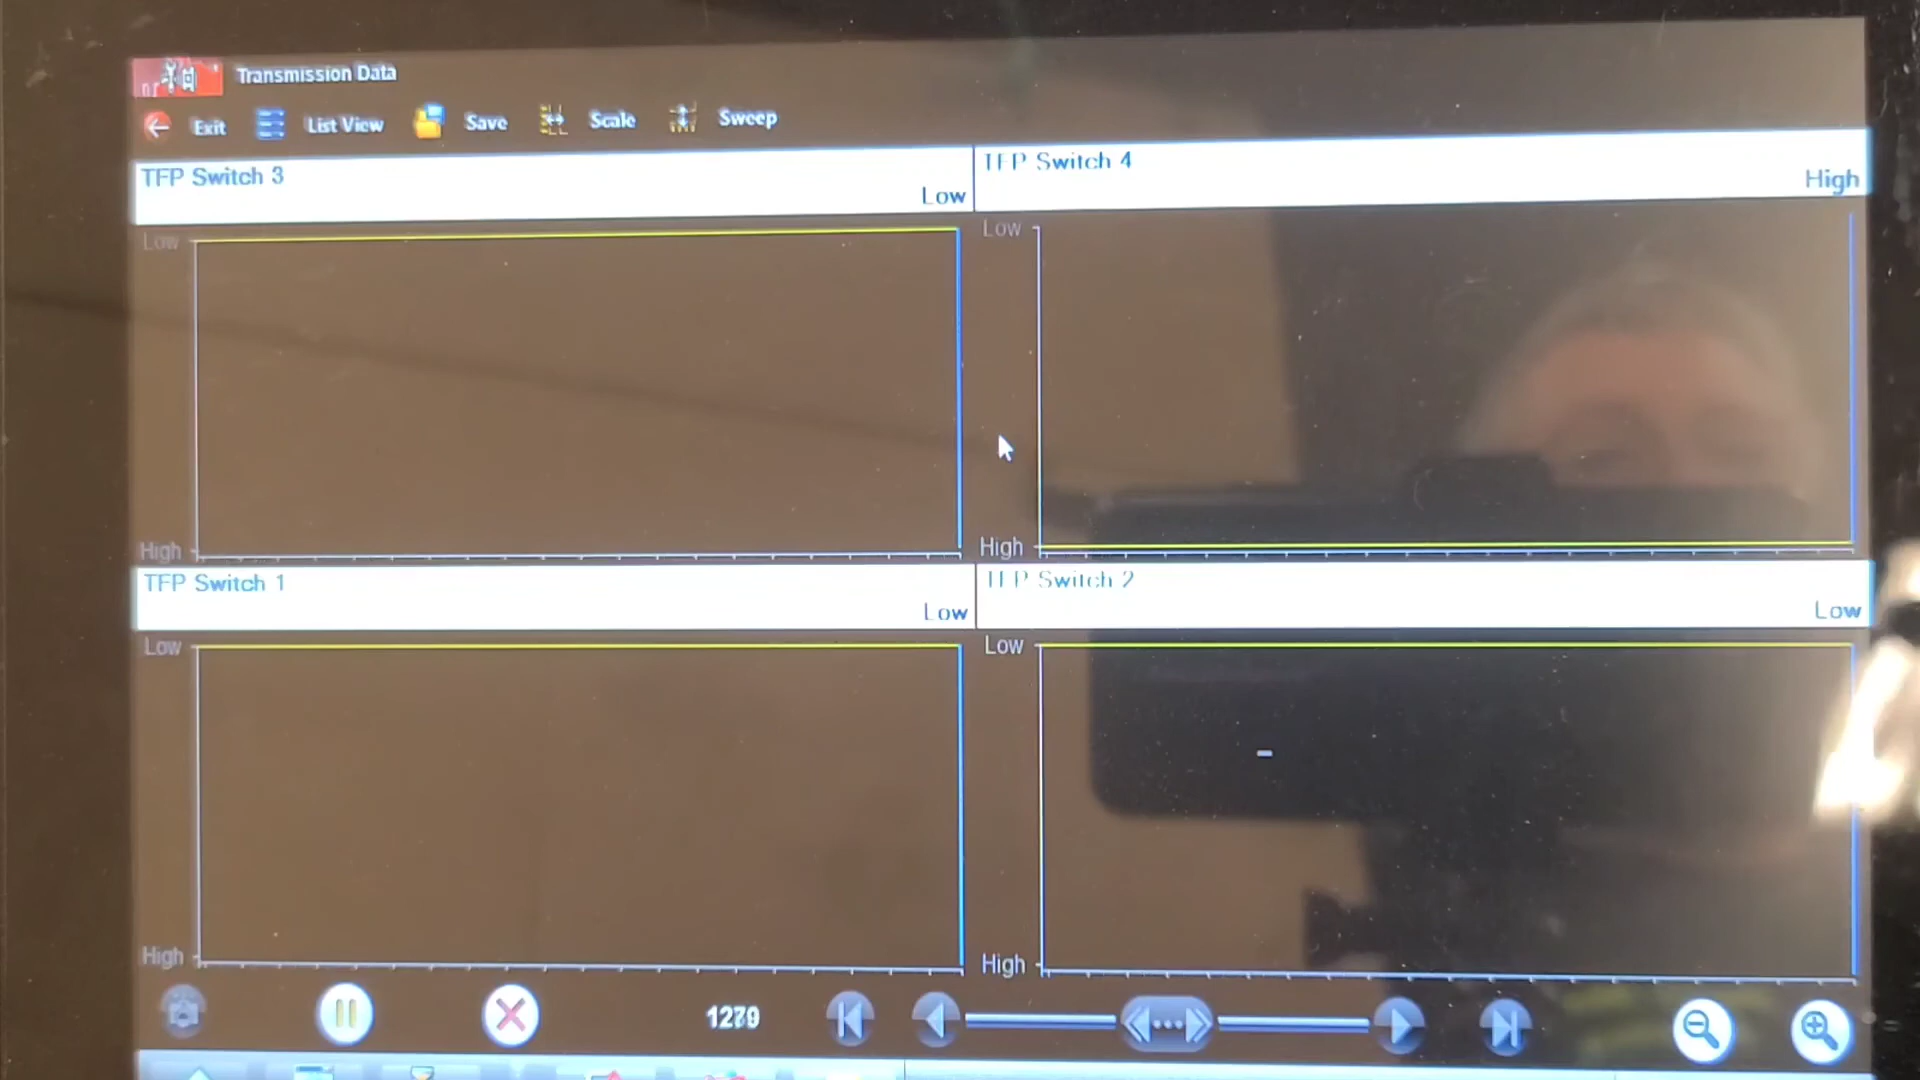 Transmission Data
Exit List View Save Scale Sweep
TFP Switch 3
Low
TFP Switch 4
High
Low
High
Low
High
TFP Switch 1
Low
TFP Switch 2
Low
Low
High
Low
High